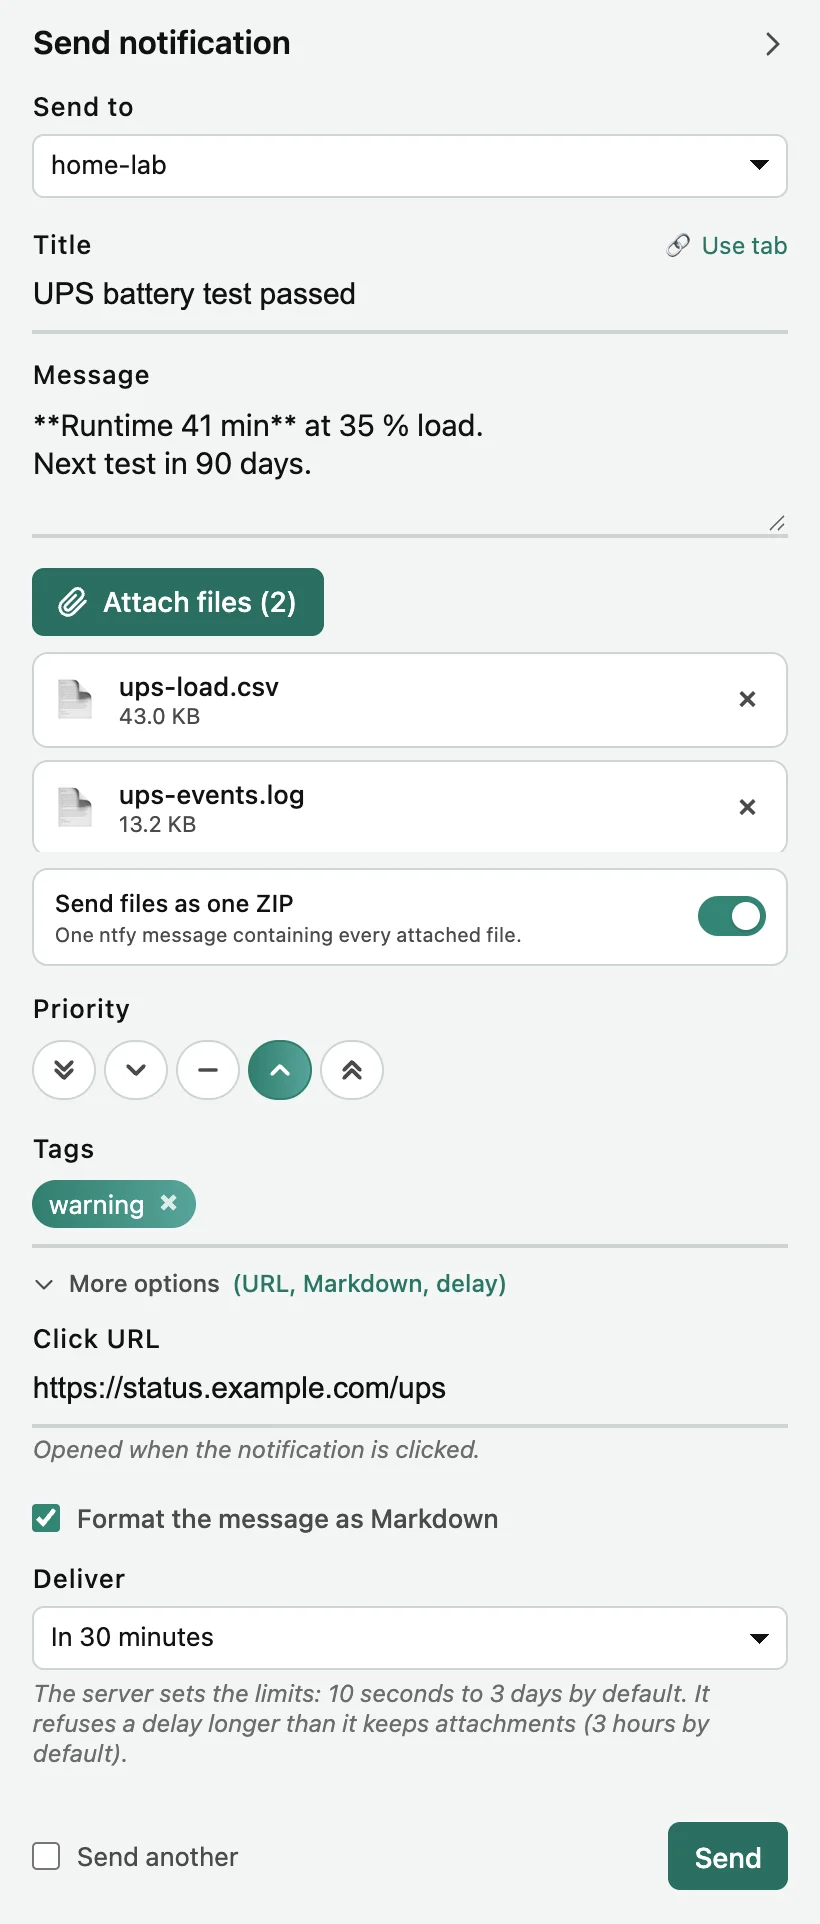 Send notification
Send to
home-lab
Title
Use tab
UPS battery test passed
Message
**Runtime 41 min** at 35 % load.
Next test in 90 days.
Attach files (2)
ups-load.csv
43.0 KB
ups-events.log
13.2 KB
Send files as one ZIP
One ntfy message containing every attached file.
Priority
Tags
warning
More options (URL, Markdown, delay)
Click URL
https://status.example.com/ups
Opened when the notification is clicked.
Format the message as Markdown
Deliver
In 30 minutes
The server sets the limits: 10 seconds to 3 days by default. It
refuses a delay longer than it keeps attachments (3 hours by
default).
Send another
Send